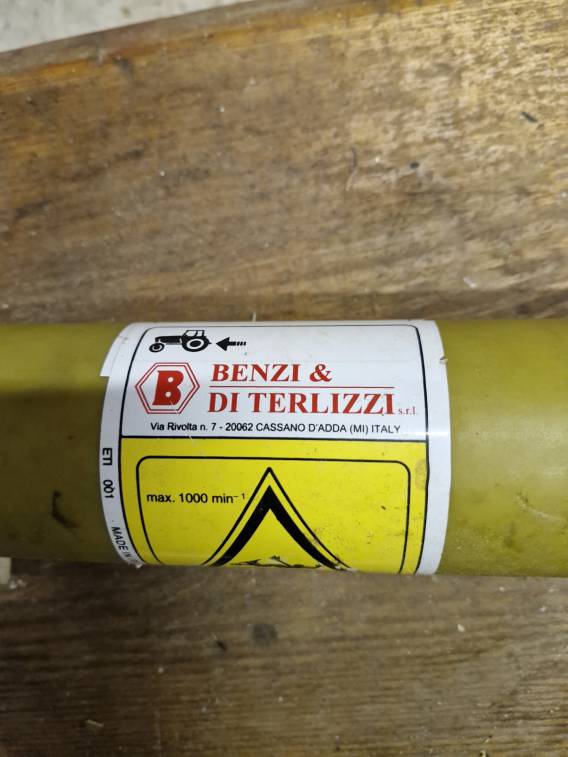 B
BENZI &
DI TERLIZZI s.r.l.
Via Rivolta n. 7 - 20062 CASSANO D'ADDA (MI) ITALY
max. 1000 min⁻¹
ETI 001 MADE IN